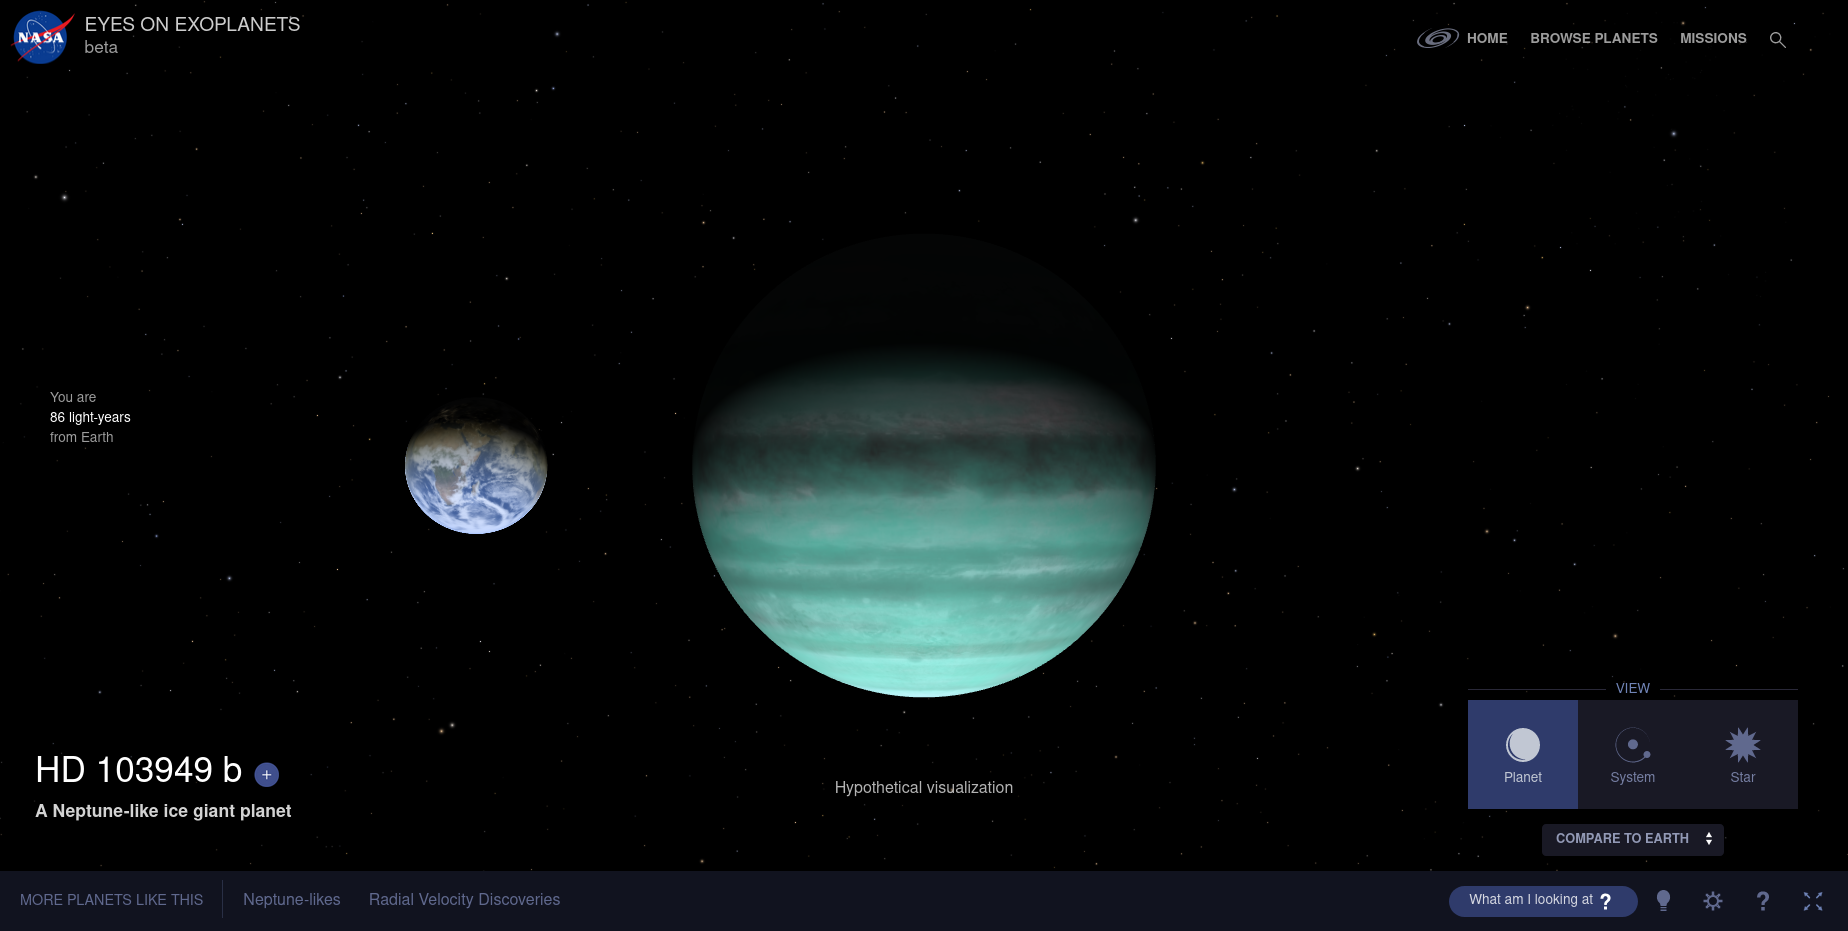 NASA
EYES ON EXOPLANETS
beta
HOME
BROWSE PLANETS
MISSIONS
You are
86 light-years
from Earth
HD 103949 b
A Neptune-like ice giant planet
Hypothetical visualization
VIEW
Planet
System
Star
COMPARE TO EARTH
MORE PLANETS LIKE THIS
Neptune-likes
Radial Velocity Discoveries
What am I looking at ?
?